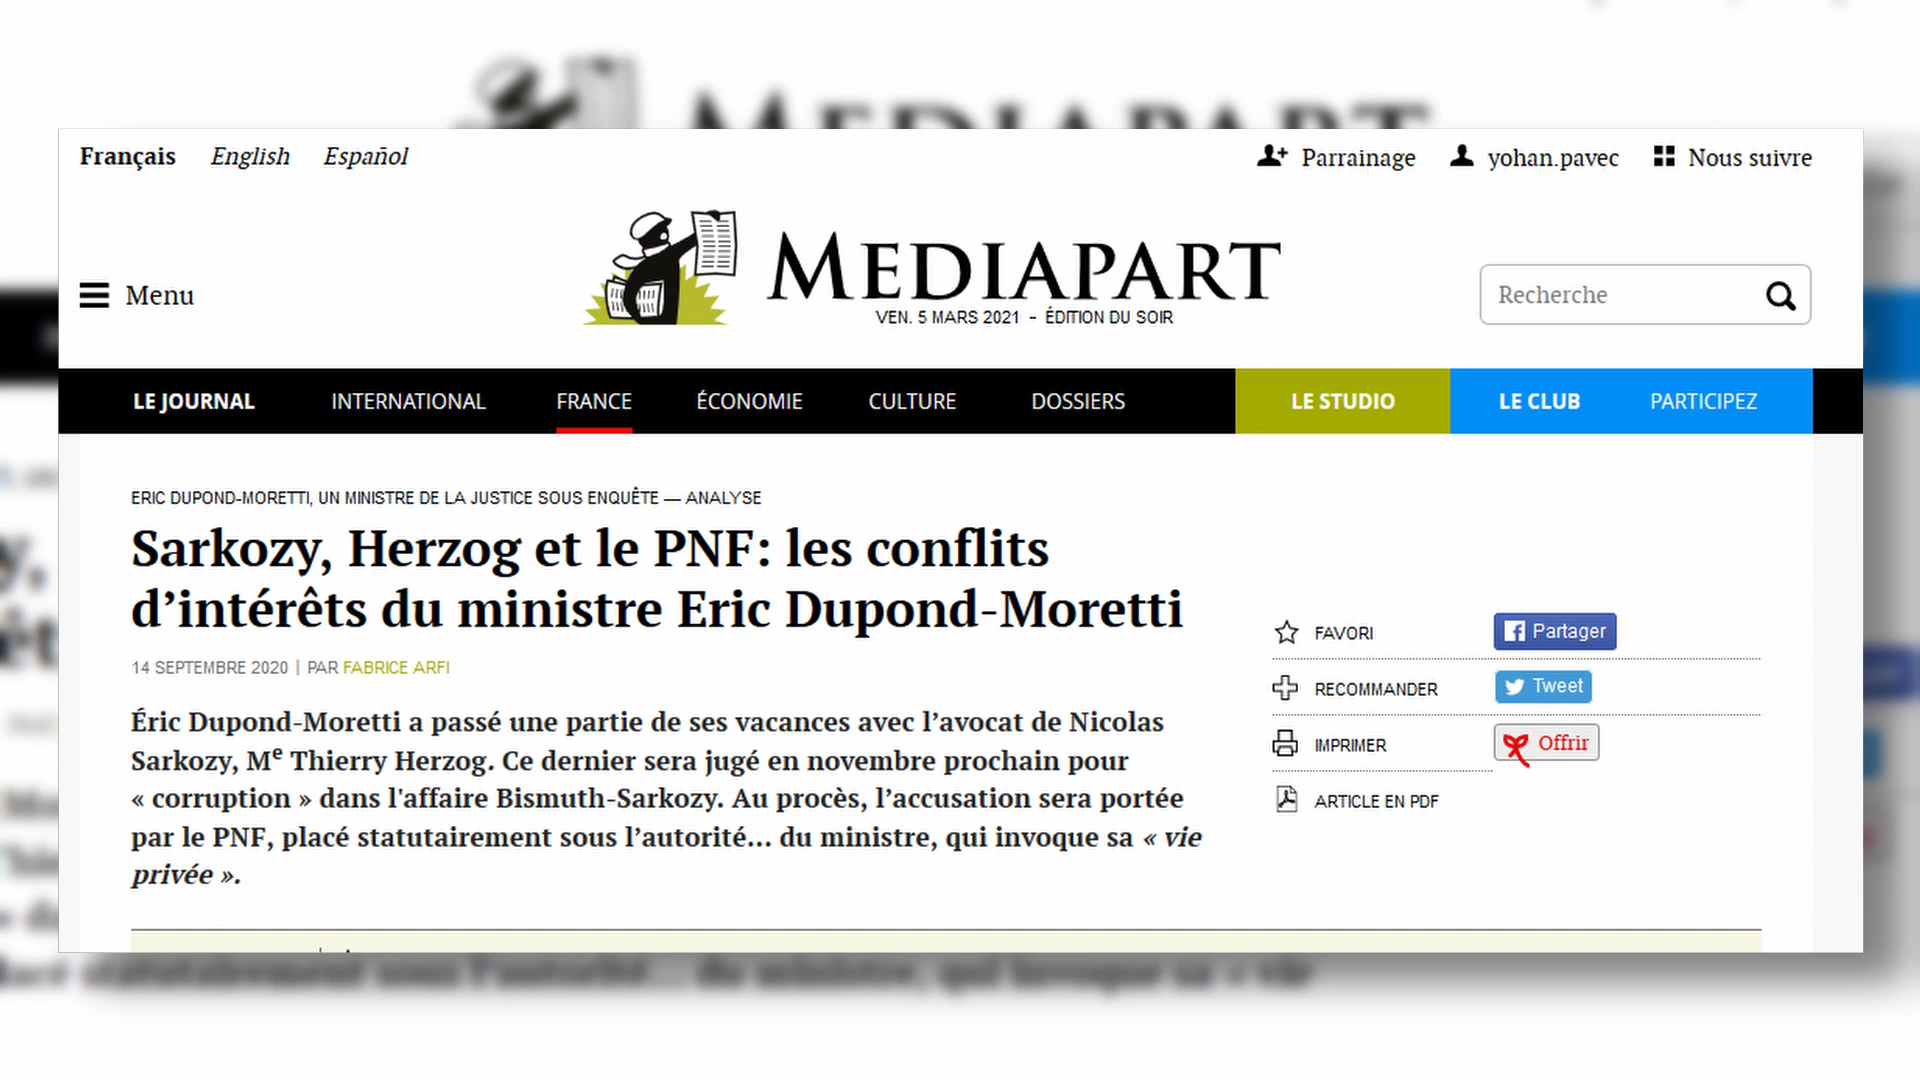 Français English Español
Parrainage yohan.pavec Nous suivre
Menu
MEDIAPART
Recherche
VEN. 5 MARS 2021 - ÉDITION DU SOIR
LE JOURNAL INTERNATIONAL FRANCE ÉCONOMIE CULTURE DOSSIERS LE STUDIO LE CLUB PARTICIPEZ
ERIC DUPOND-MORETTI, UN MINISTRE DE LA JUSTICE SOUS ENQUÊTE — ANALYSE
Sarkozy, Herzog et le PNF: les conflits
d’intérêts du ministre Eric Dupond-Moretti
14 SEPTEMBRE 2020 | PAR FABRICE ARFI
Éric Dupond-Moretti a passé une partie de ses vacances avec l’avocat de Nicolas
Sarkozy, Me Thierry Herzog. Ce dernier sera jugé en novembre prochain pour
« corruption » dans l'affaire Bismuth-Sarkozy. Au procès, l’accusation sera portée
par le PNF, placé statutairement sous l’autorité… du ministre, qui invoque sa « vie
privée ».
FAVORI Partager
RECOMMANDER Tweet
IMPRIMER Offrir
ARTICLE EN PDF